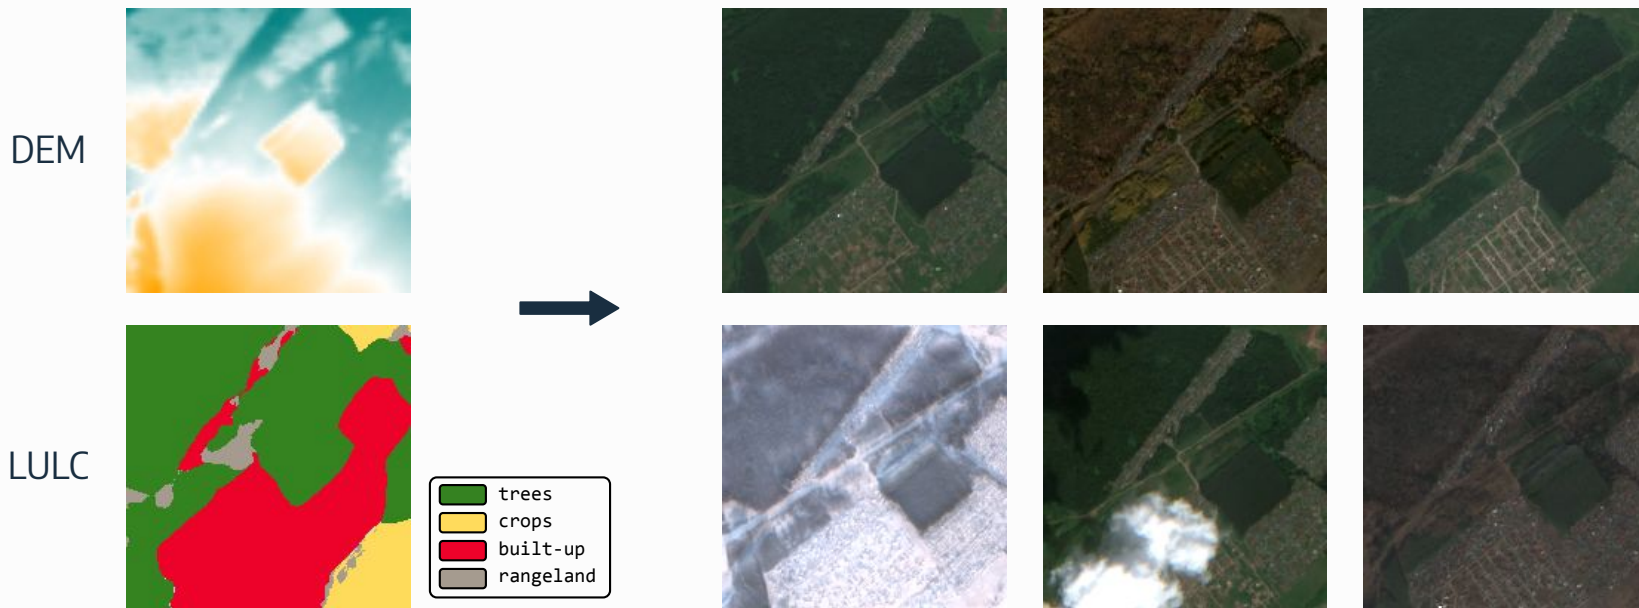 DEM
LULC
trees
crops
built-up
rangeland